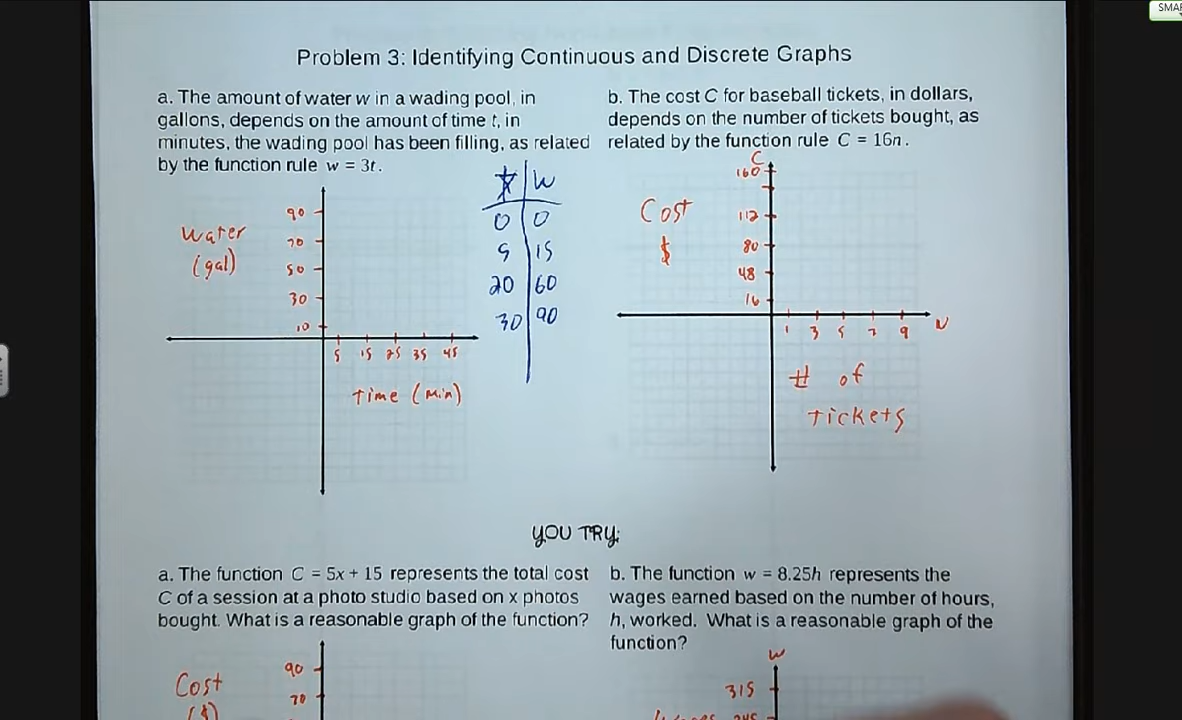 SMAR
Problem 3: Identifying Continuous and Discrete Graphs
a. The amount of water w in a wading pool, in
gallons, depends on the amount of time t, in
minutes, the wading pool has been filling, as related
by the function rule w = 3t.
t w
0 0
5 15
20 60
30 90
Water
(gal)
90
70
50
30
10
5 15 25 35 45
Time (min)
b. The cost C for baseball tickets, in dollars,
depends on the number of tickets bought, as
related by the function rule C = 16n.
C
Cost
$
160
112
80
48
16
1 3 5 7 9 N
# of
Tickets
YOU TRY:
a. The function C = 5x + 15 represents the total cost
C of a session at a photo studio based on x photos
bought. What is a reasonable graph of the function?
Cost
($)
90
70
b. The function w = 8.25h represents the
wages earned based on the number of hours,
h, worked. What is a reasonable graph of the
function?
W
315